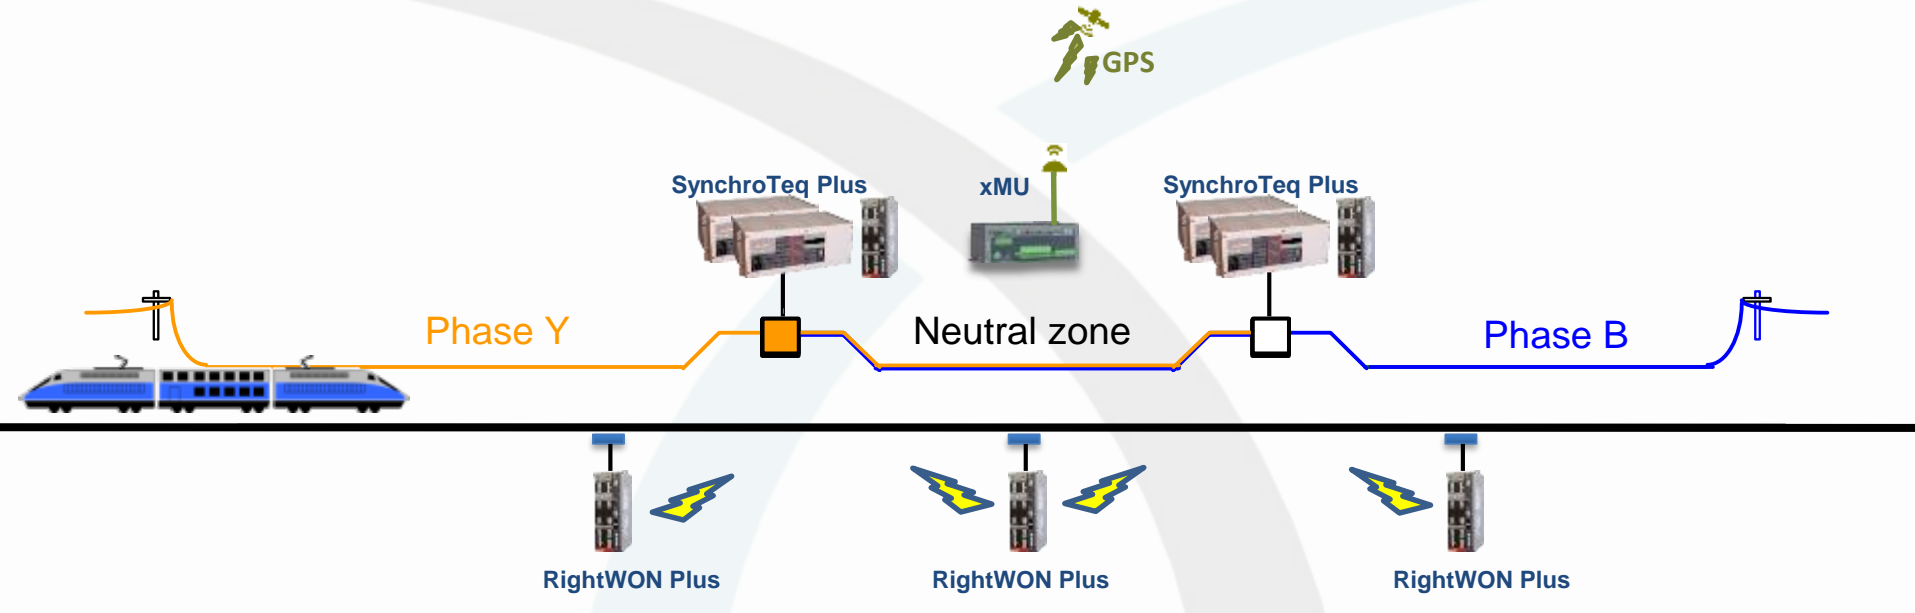 GPS
SynchroTeq Plus
xMU
SynchroTeq Plus
Phase Y
Neutral zone
Phase B
RightWON Plus
RightWON Plus
RightWON Plus